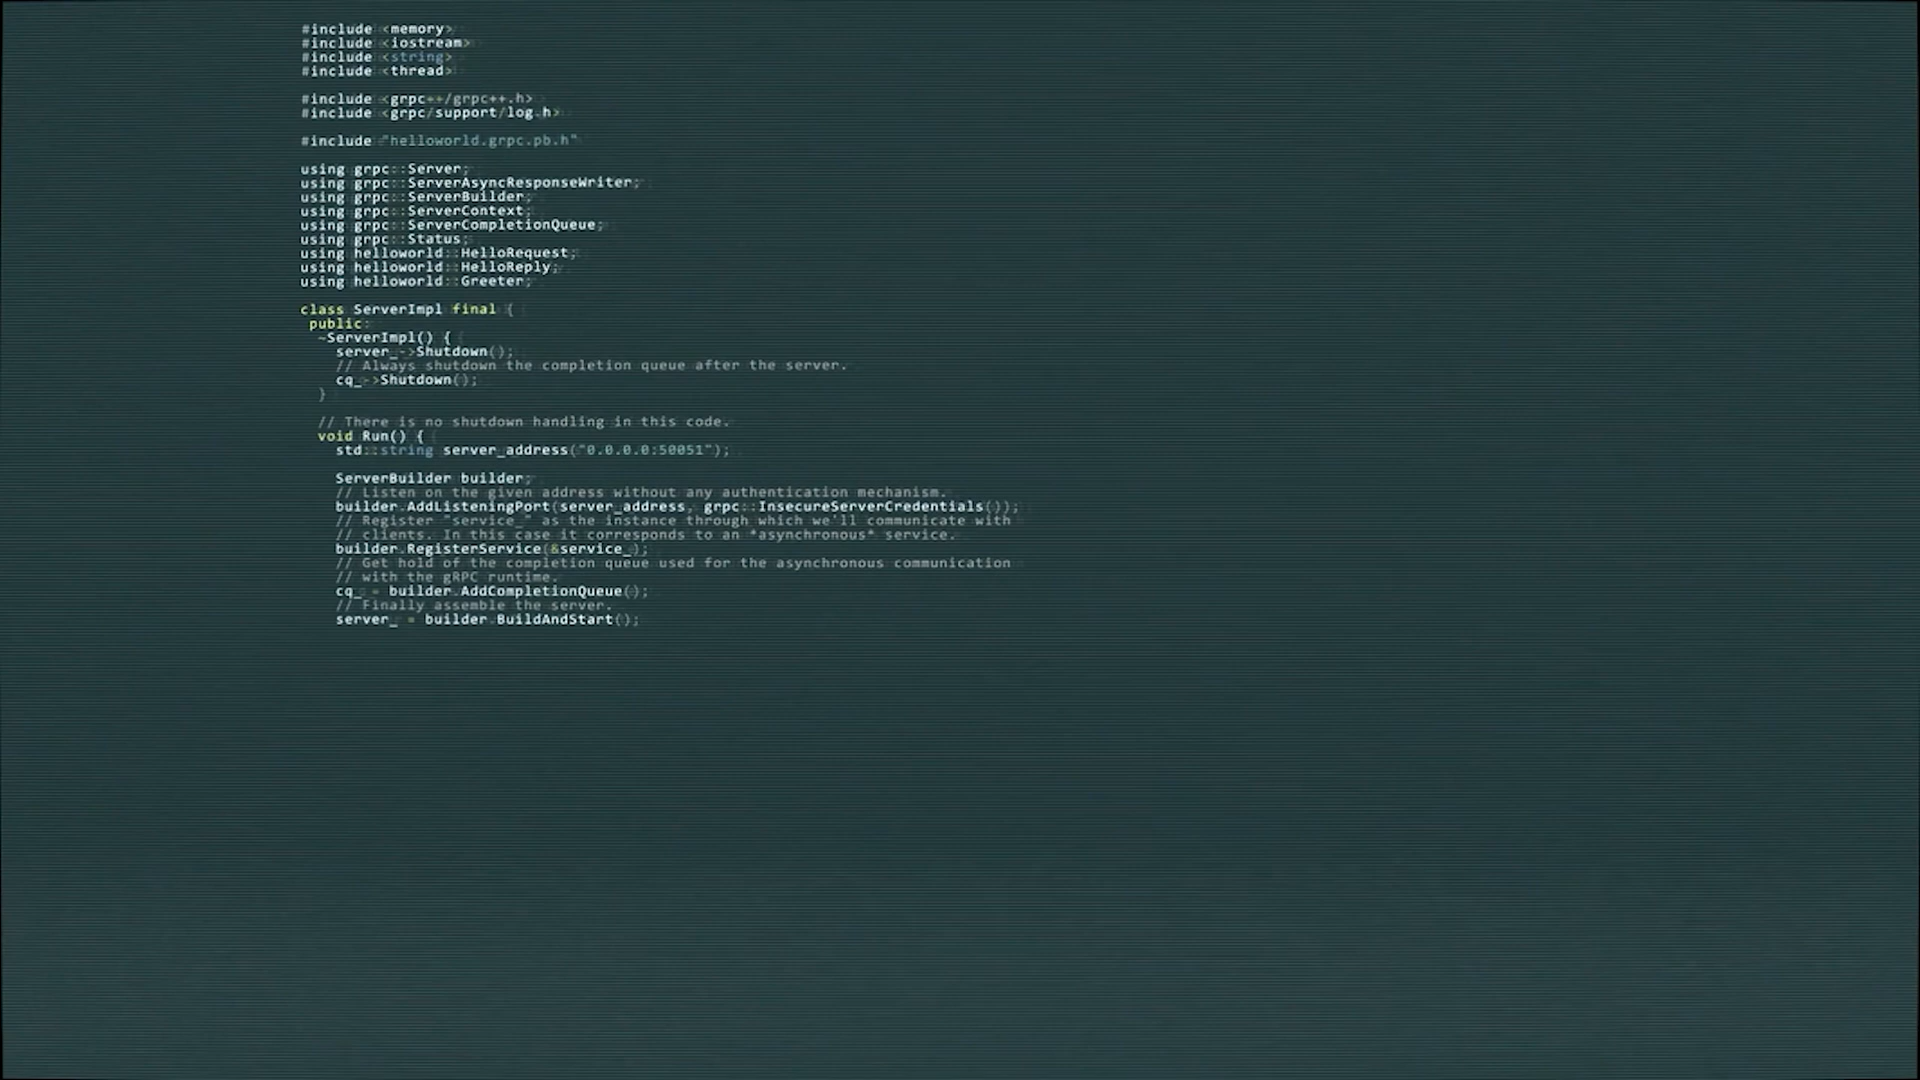 #include <memory>
#include <iostream>
#include <string>
#include <thread>
#include <grpc++/grpc++.h>
#include <grpc/support/log.h>
#include "helloworld.grpc.pb.h"
using grpc::Server;
using grpc::ServerAsyncResponseWriter;
using grpc::ServerBuilder;
using grpc::ServerContext;
using grpc::ServerCompletionQueue;
using grpc::Status;
using helloworld::HelloRequest;
using helloworld::HelloReply;
using helloworld::Greeter;
class ServerImpl final {
public:
~ServerImpl() {
server_->Shutdown();
// Always shutdown the completion queue after the server.
cq_->Shutdown();
}
// There is no shutdown handling in this code.
void Run() {
std::string server_address("0.0.0.0:50051");
ServerBuilder builder;
// Listen on the given address without any authentication mechanism.
builder.AddListeningPort(server_address, grpc::InsecureServerCredentials());
// Register "service_" as the instance through which we'll communicate with
// clients. In this case it corresponds to an *asynchronous* service.
builder.RegisterService(&service_);
// Get hold of the completion queue used for the asynchronous communication
// with the gRPC runtime.
cq_ = builder.AddCompletionQueue();
// Finally assemble the server.
server_ = builder.BuildAndStart();